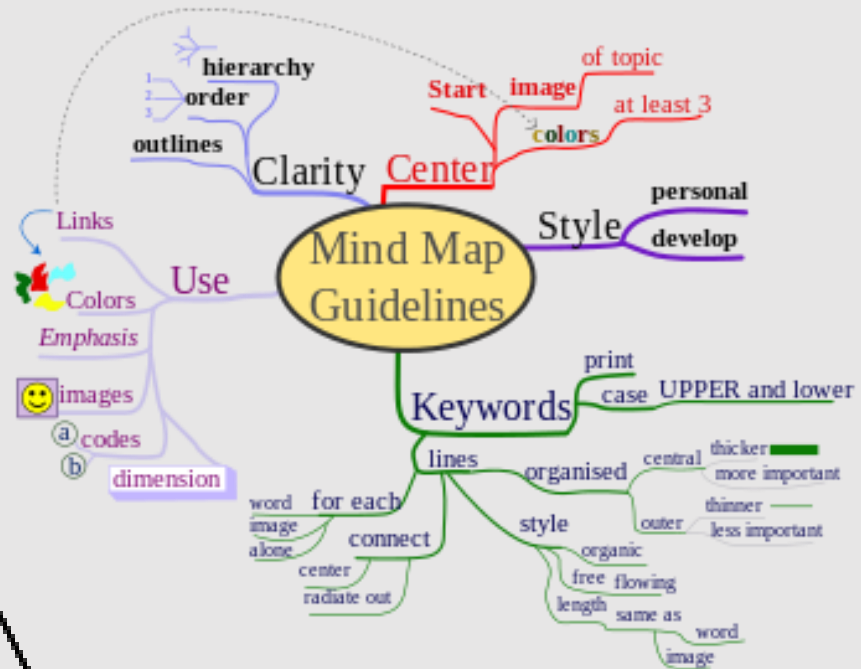 Mind Map
Guidelines
Clarity
hierarchy
order
1
2
3
outlines
Center
Start
image
of topic
colors
at least 3
Style
personal
develop
Use
Links
Colors
Emphasis
images
codes
a
b
dimension
Keywords
print
case
UPPER and lower
lines
organised
central
thicker
more important
outer
thinner
less important
style
organic
free flowing
length
same as
word
image
connect
center
radiate out
for each
word
image
alone